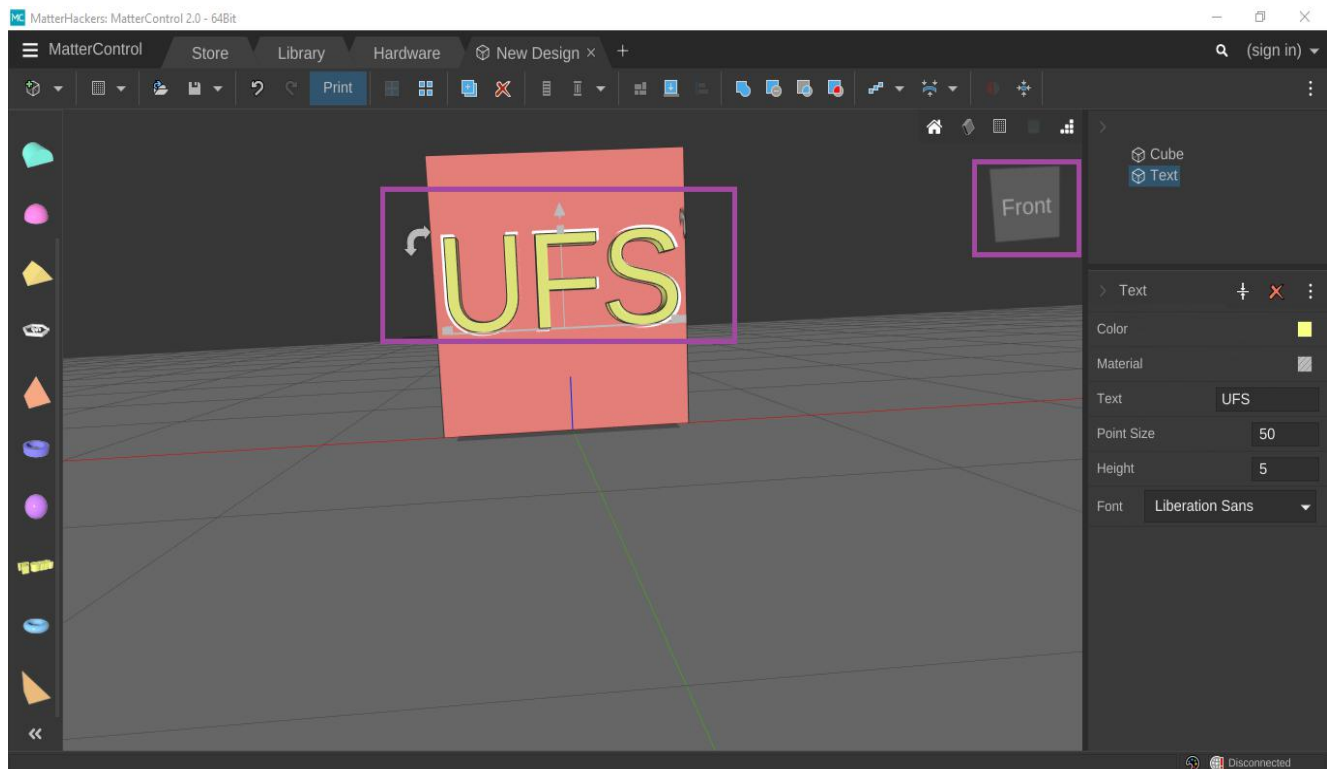 MC MatterHackers: MatterControl 2.0 - 64Bit
MatterControl Store Library Hardware New Design × + (sign in)
Print
Cube
Text
Front
UFS
Text
Color
Material
Text UFS
Point Size 50
Height 5
Font Liberation Sans
Disconnected